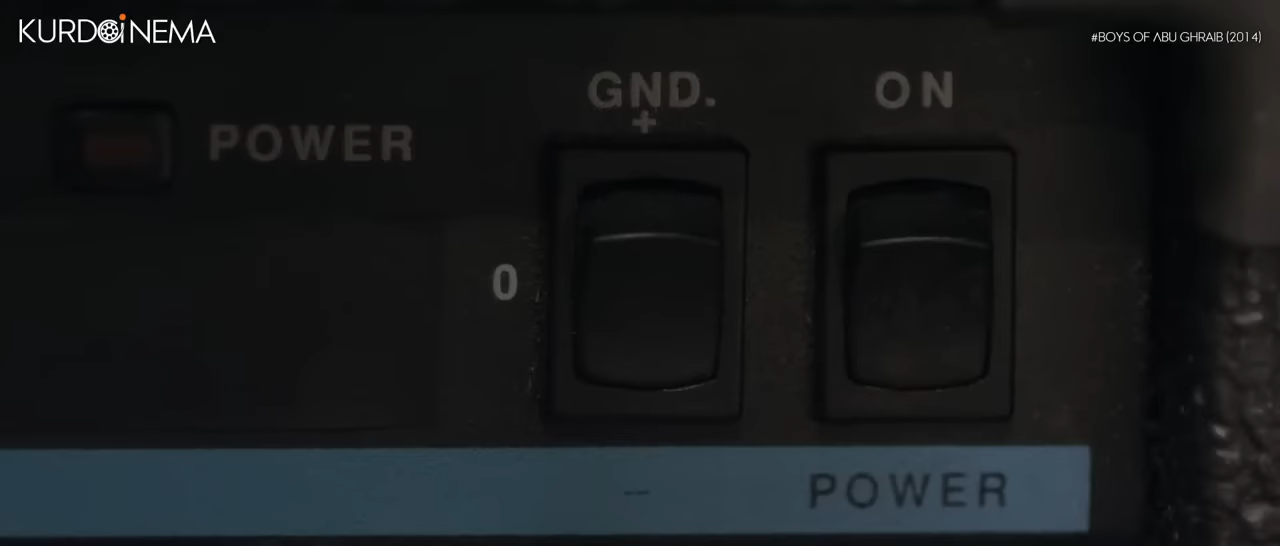 KURDCINEMA
#BOYS OF ABU GHRAIB (2014)
GND. ON
+
POWER
0
– POWER